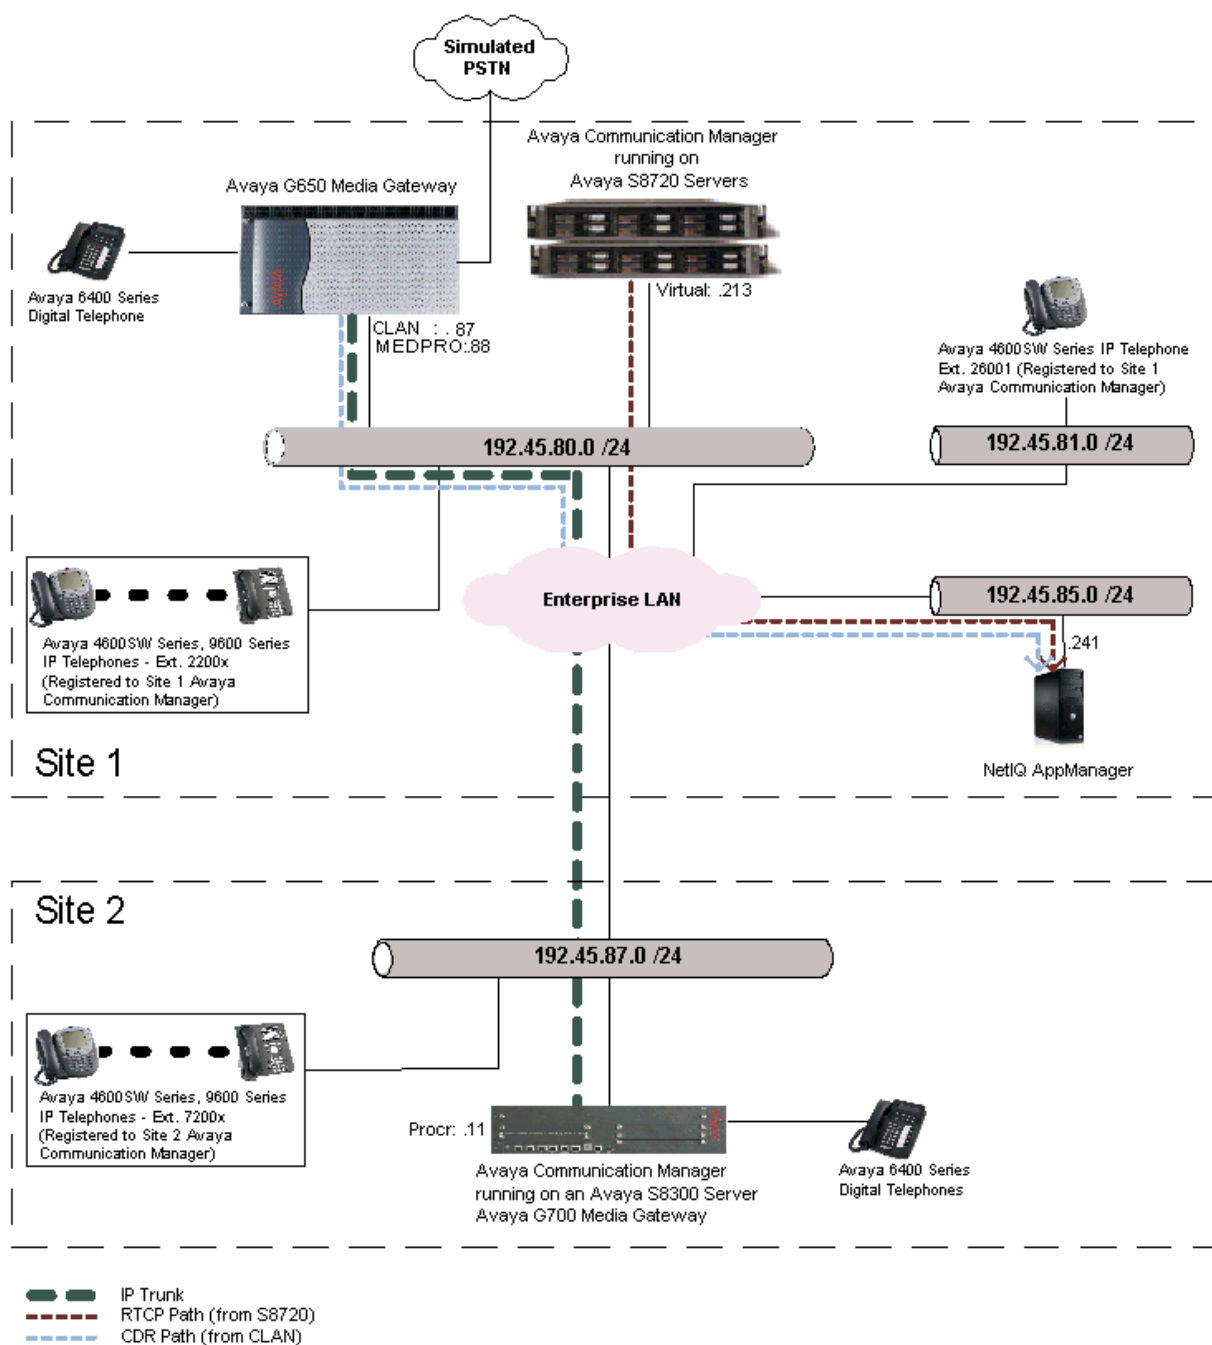 Simulated
PSTN
Avaya Communication Manager
running on
Avaya S8720 Servers
Avaya G650 Media Gateway
Avaya 6400 Series
Digital Telephone
CLAN : . 87
MEDPRO:.88
Virtual: .213
Avaya 4600SW Series IP Telephone
Ext. 26001 (Registered to Site 1
Avaya Communication Manager)
192.45.80.0 /24
192.45.81.0 /24
Enterprise LAN
192.45.85.0 /24
.241
Avaya 4600SW Series, 9600 Series
IP Telephones - Ext. 2200x
(Registered to Site 1 Avaya
Communication Manager)
Site 1
NetIQ AppManager
Site 2
192.45.87.0 /24
Avaya 4600SW Series, 9600 Series
IP Telephones - Ext. 7200x
(Registered to Site 2 Avaya
Communication Manager)
Procr: .11
Avaya Communication Manager
running on an Avaya S8300 Server
Avaya G700 Media Gateway
Avaya 6400 Series
Digital Telephones
IP Trunk
RTCP Path (from S8720)
CDR Path (from CLAN)